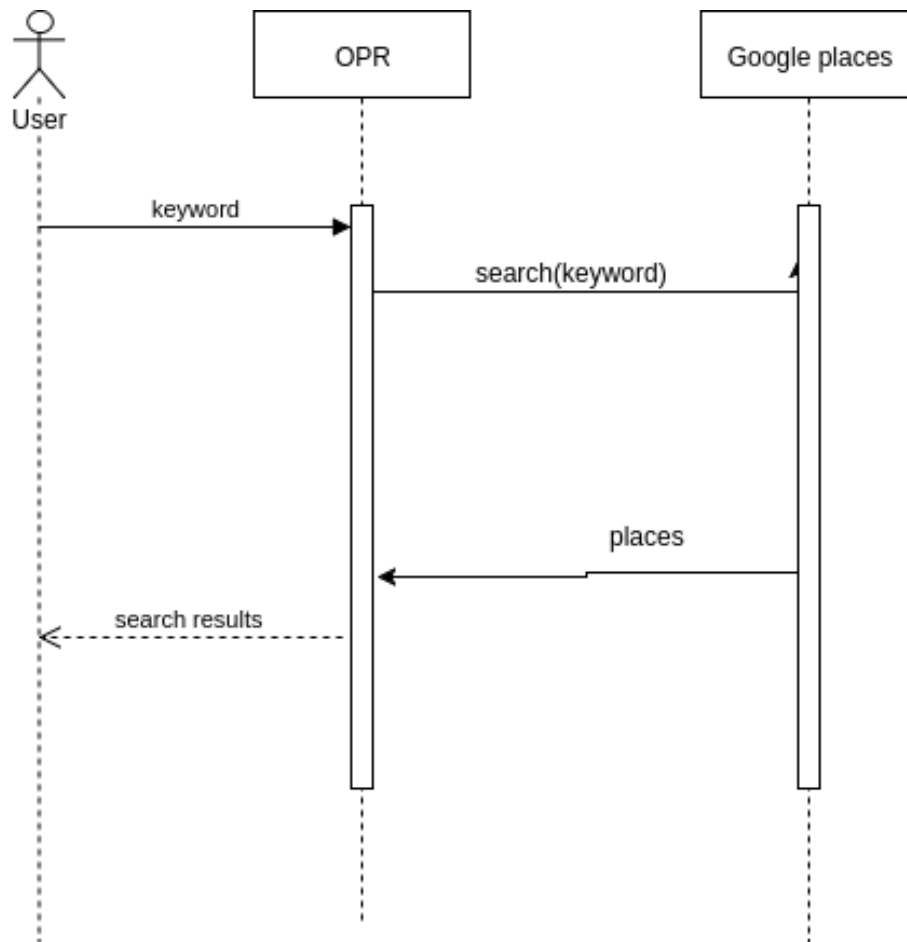 OPR
Google places
User
keyword
search(keyword)
places
search results